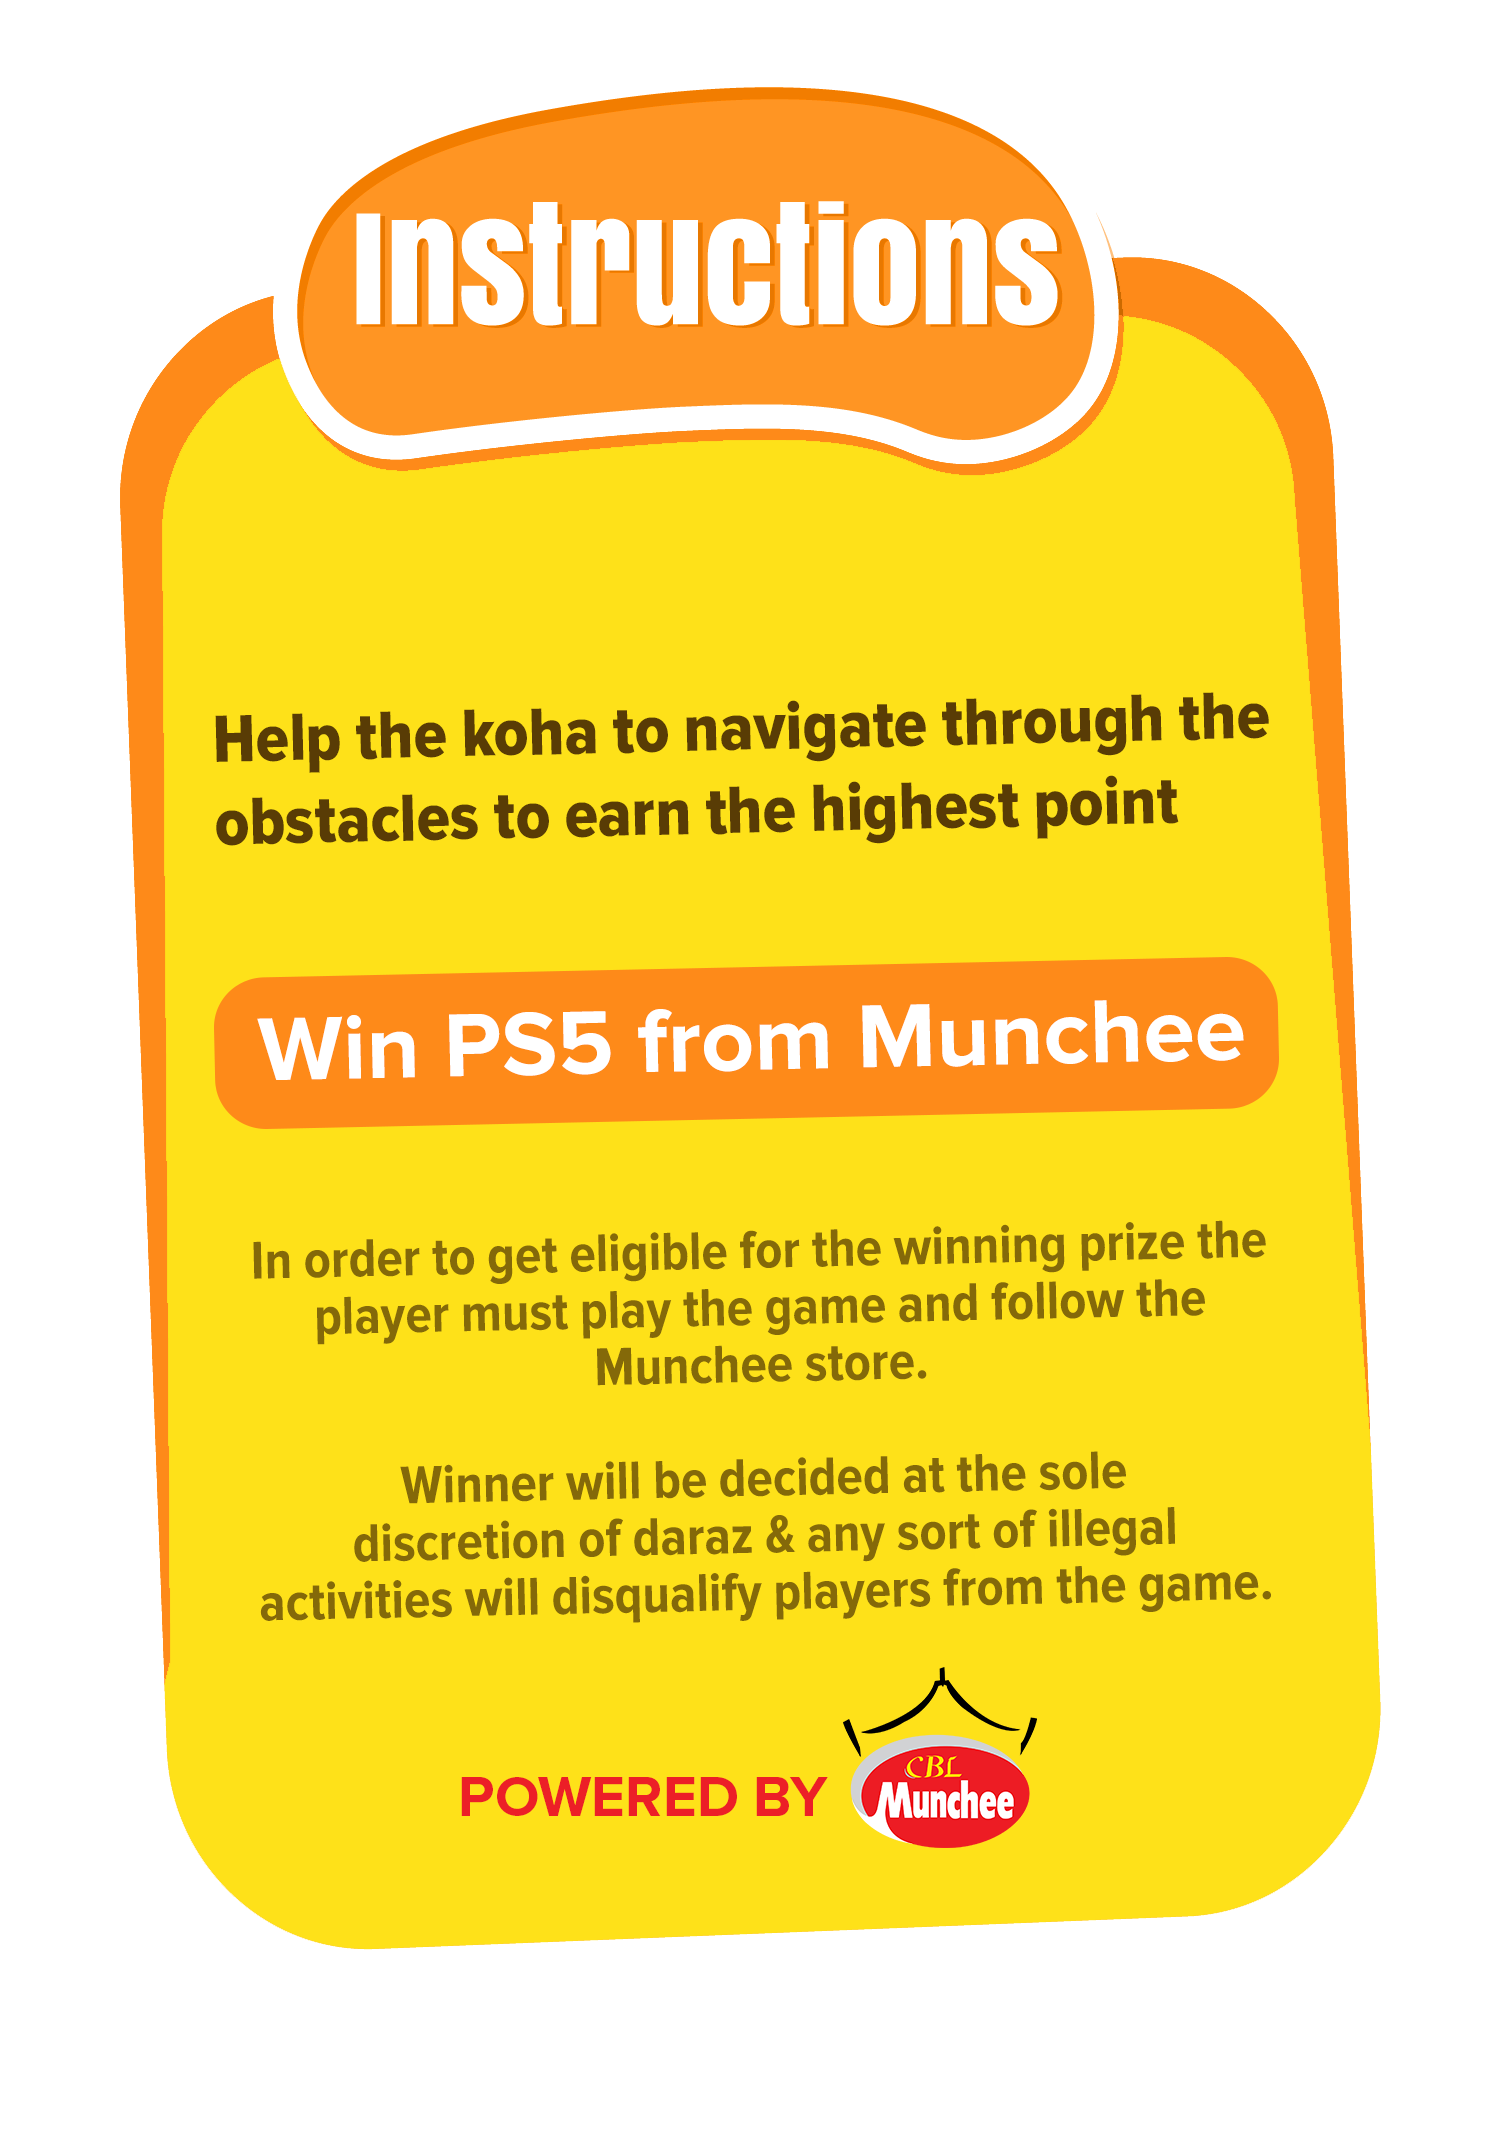 Instructions
Help the koha to navigate through the
obstacles to earn the highest point
Win PS5 from Munchee
In order to get eligible for the winning prize the
player must play the game and follow the
Munchee store.
Winner will be decided at the sole
discretion of daraz & any sort of illegal
activities will disqualify players from the game.
POWERED BY
CBL
Munchee